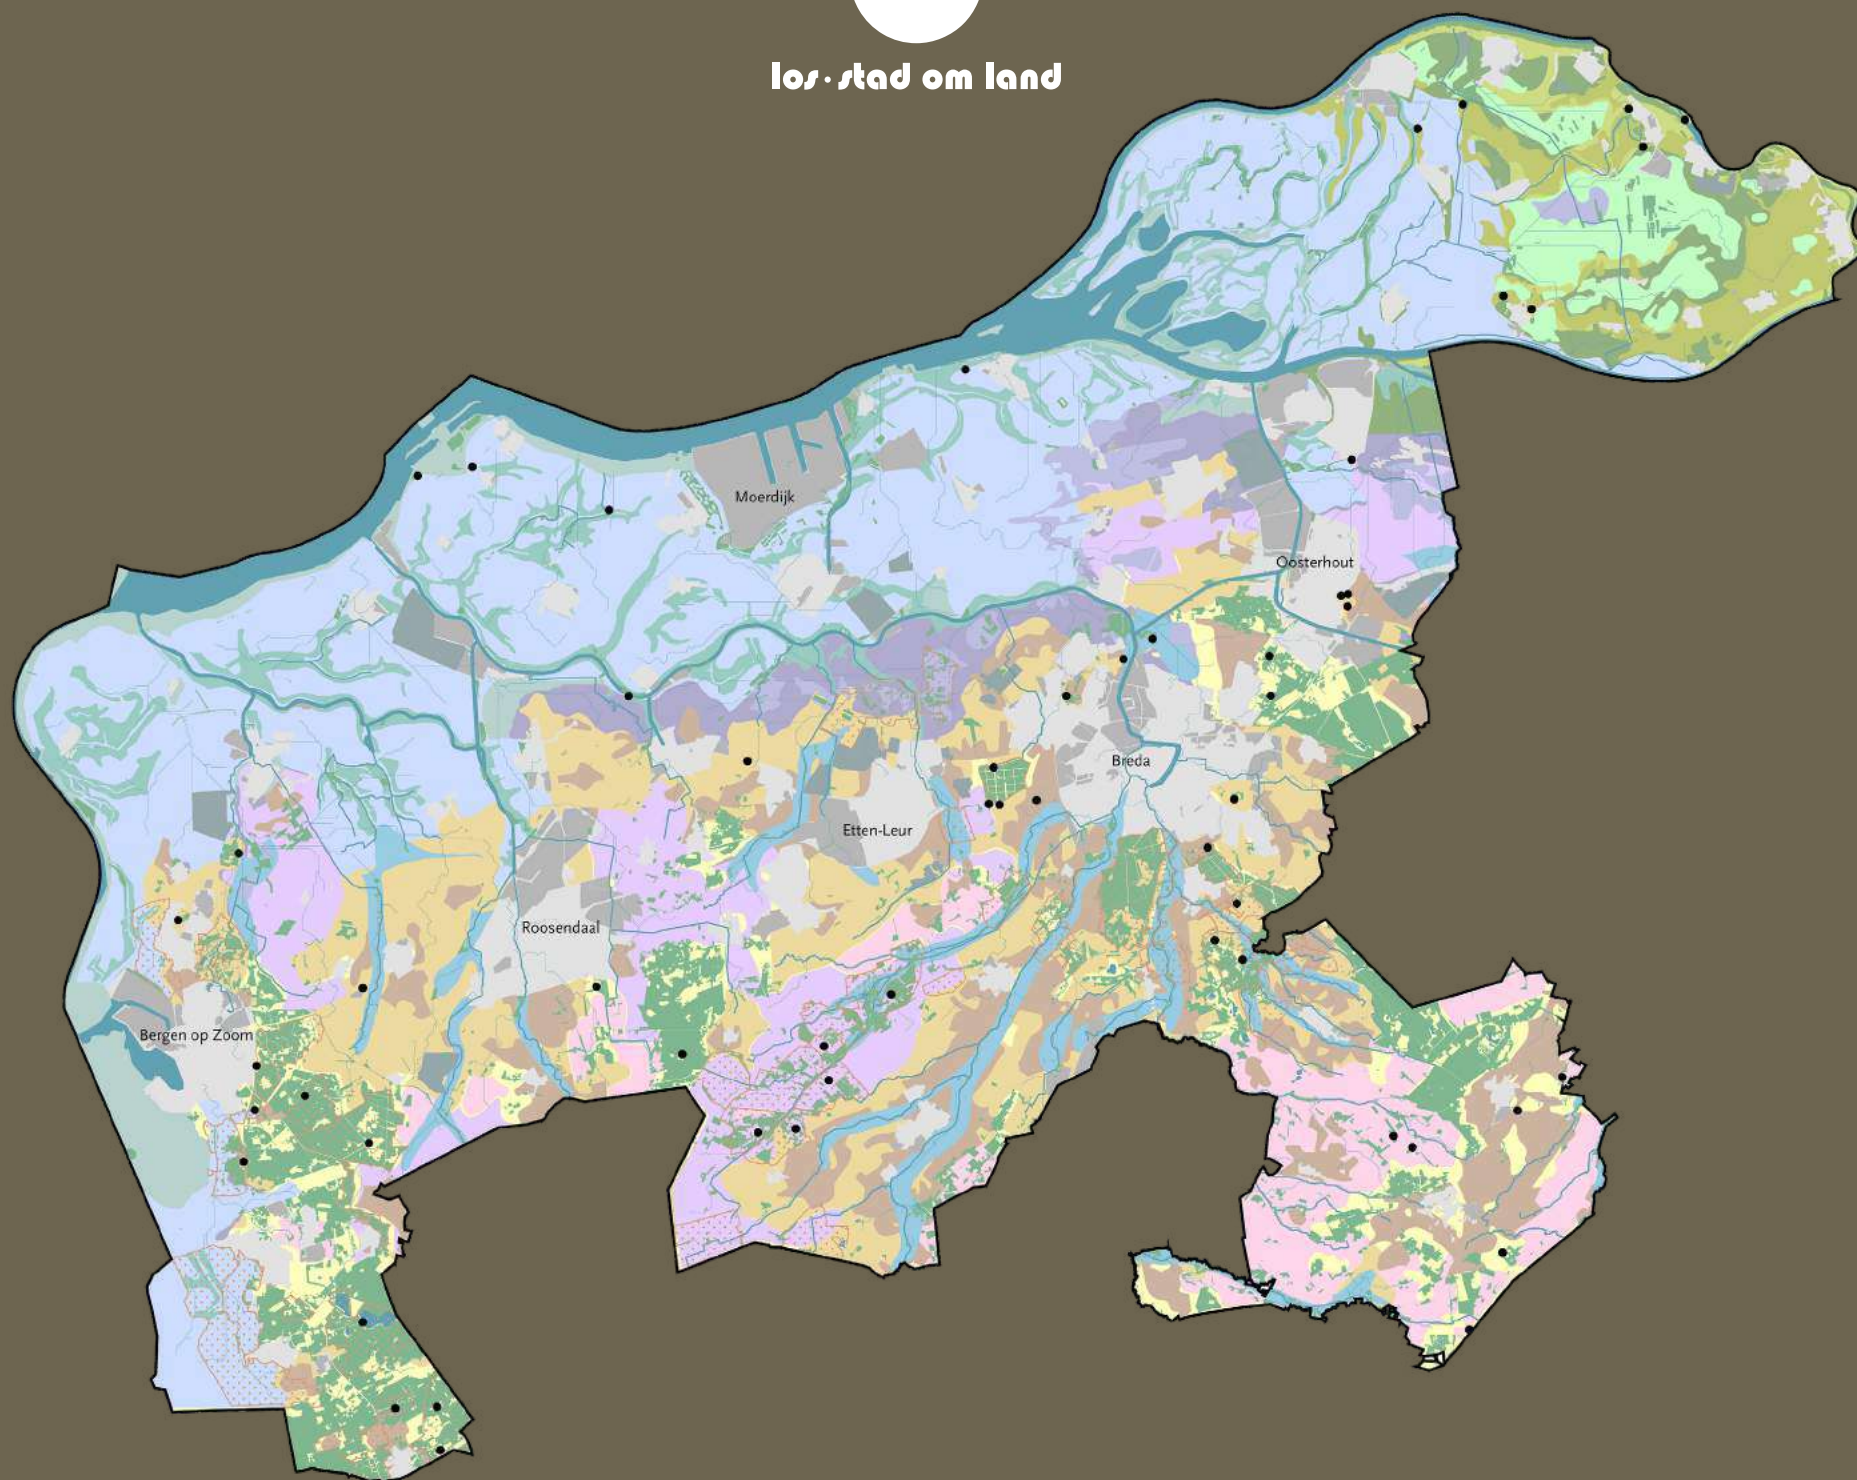 los·stad om land
Moerdijk
Oosterhout
Breda
Etten-Leur
Roosendaal
Bergen op Zoom